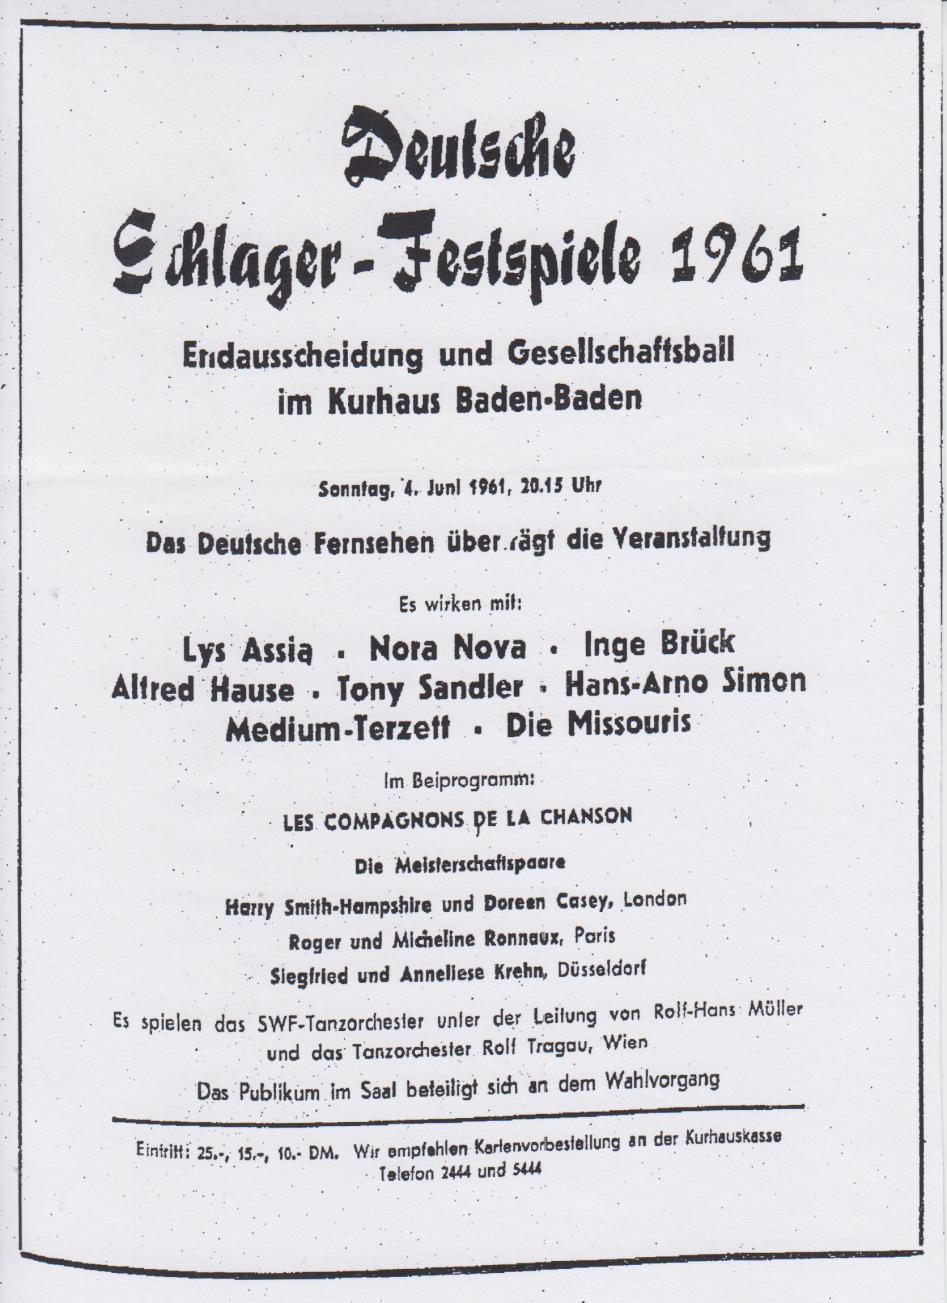 Deutsche
Schlager-Festspiele 1961
Endausscheidung und Gesellschaftsball
im Kurhaus Baden-Baden
Sonntag, 4. Juni 1961, 20.15 Uhr
Das Deutsche Fernsehen überträgt die Veranstaltung
Es wirken mit:
Lys Assia . Nora Nova . Inge Brück
Alfred Hause . Tony Sandler . Hans-Arno Simon
Medium-Terzett . Die Missouris
Im Beiprogramm:
LES COMPAGNONS DE LA CHANSON
Die Meisterschaftspaare
Harry Smith-Hampshire und Doreen Casey, London
Roger und Micheline Ronnaux, Paris
Siegfried und Anneliese Krehn, Düsseldorf
Es spielen das SWF-Tanzorchester unter der Leitung von Rolf-Hans Müller
und das Tanzorchester Rolf Tragau, Wien
Das Publikum im Saal beteiligt sich an dem Wahlvorgang
Eintritt: 25.-, 15.-, 10.- DM. Wir empfehlen Kartenvorbestellung an der Kurhauskasse
Telefon 2444 und 5444